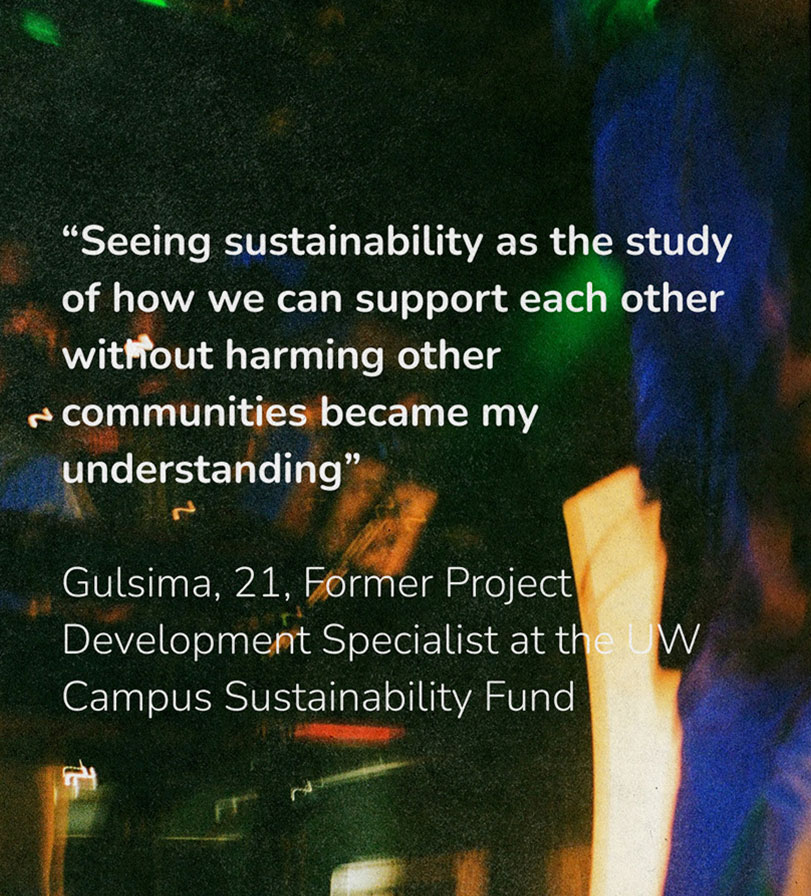 “Seeing sustainability as the study
of how we can support each other
without harming other
communities became my
understanding”
Gulsima, 21, Former Project
Development Specialist at the UW
Campus Sustainability Fund